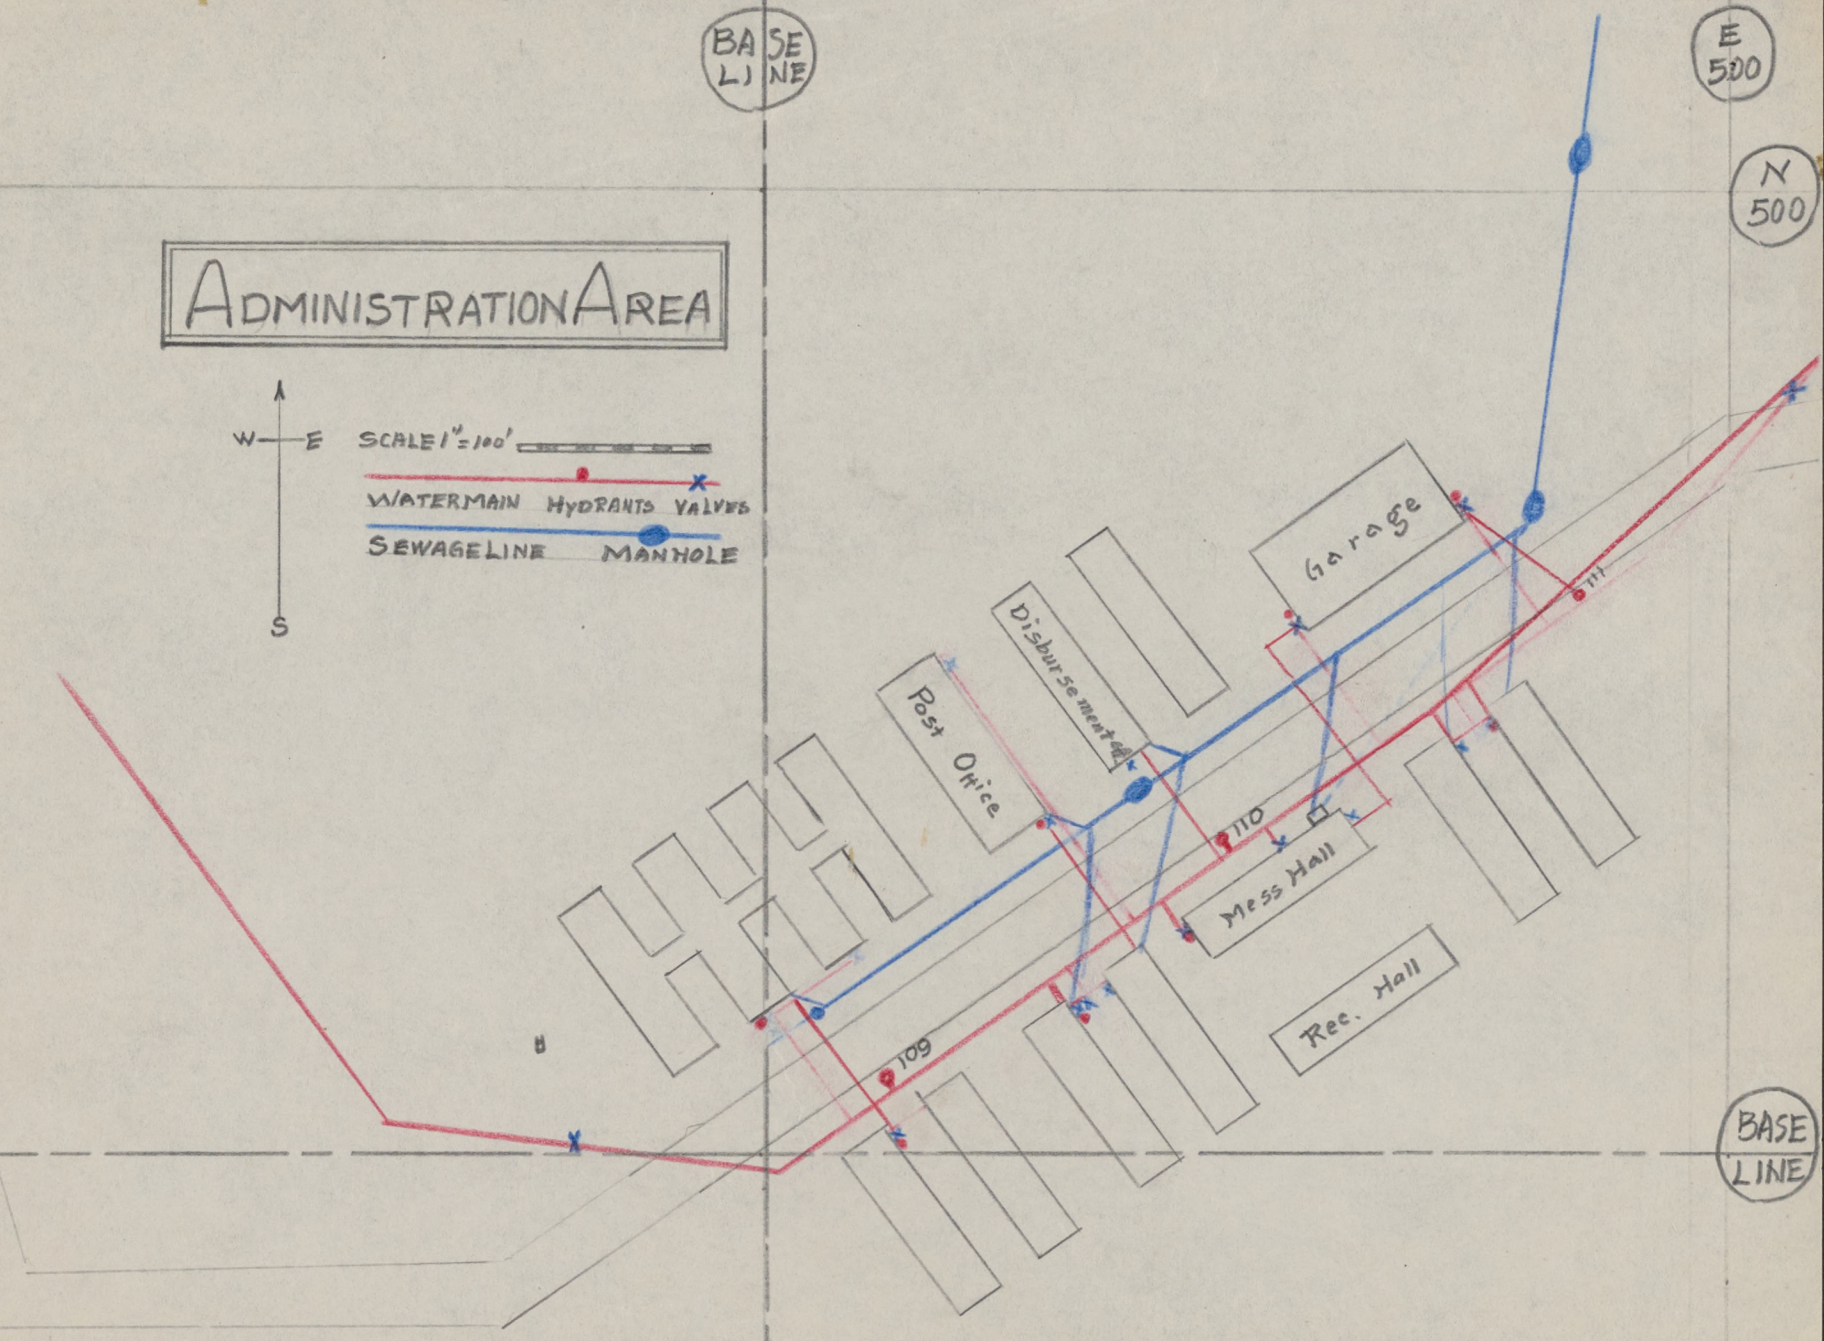 BASE
LINE
E
500
N
500
ADMINISTRATION AREA
W E
S
SCALE 1"=100'
WATERMAIN HYDRANTS VALVES
SEWAGE LINE MANHOLE
Garage
111
Disbursement
Post Office
110
Mess Hall
Rec. Hall
109
BASE
LINE